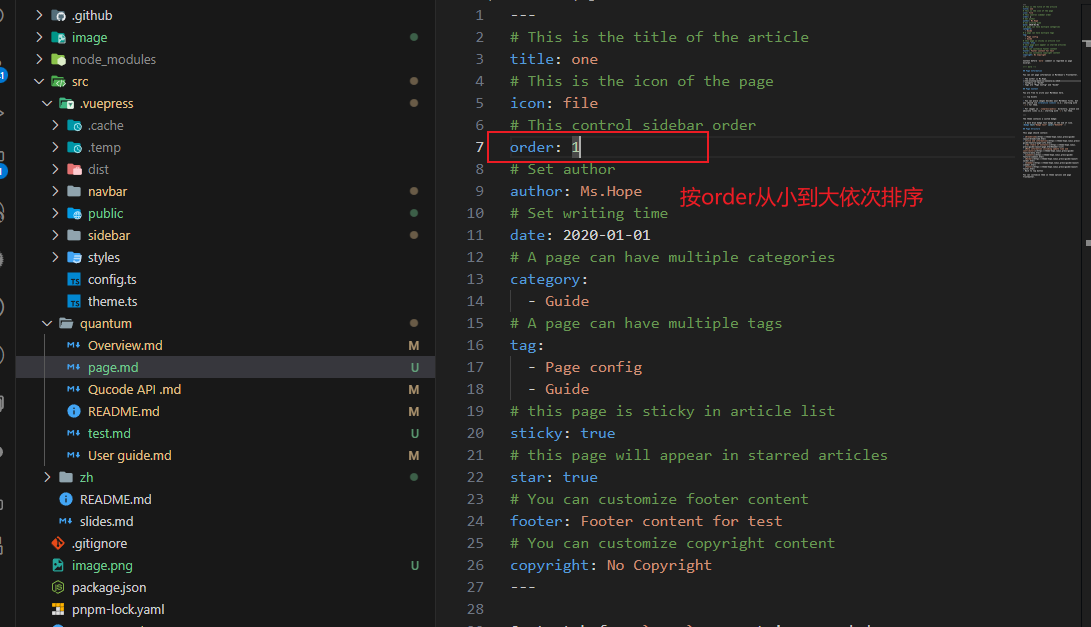 .github
image
node_modules
src
.vuepress
.cache
.temp
dist
navbar
public
sidebar
styles
config.ts
theme.ts
quantum
Overview.md M
page.md U
Qucode API .md M
README.md M
test.md U
User guide.md M
zh
README.md
slides.md
.gitignore
image.png U
package.json
pnpm-lock.yaml
1 ---
2 # This is the title of the article
3 title: one
4 # This is the icon of the page
5 icon: file
6 # This control sidebar order
7 order: 1
8 # Set author
9 author: Ms.Hope
按order从小到大依次排序
10 # Set writing time
11 date: 2020-01-01
12 # A page can have multiple categories
13 category:
14 - Guide
15 # A page can have multiple tags
16 tag:
17 - Page config
18 - Guide
19 # this page is sticky in article list
20 sticky: true
21 # this page will appear in starred articles
22 star: true
23 # You can customize footer content
24 footer: Footer content for test
25 # You can customize copyright content
26 copyright: No Copyright
27 ---
28